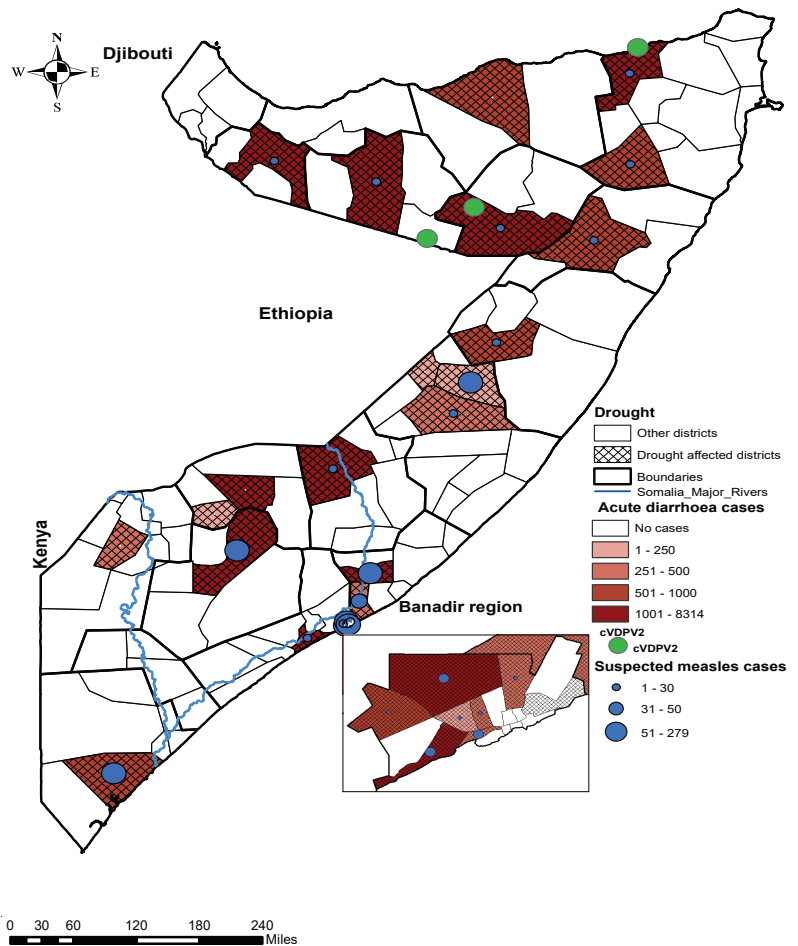 N
W E
S
Djibouti
Ethiopia
Kenya
Banadir region
Drought
Other districts
Drought affected districts
Boundaries
Somalia_Major_Rivers
Acute diarrhoea cases
No cases
1 - 250
251 - 500
501 - 1000
1001 - 8314
cVDPV2
cVDPV2
Suspected measles cases
1 - 30
31 - 50
51 - 279
0 30 60 120 180 240
Miles